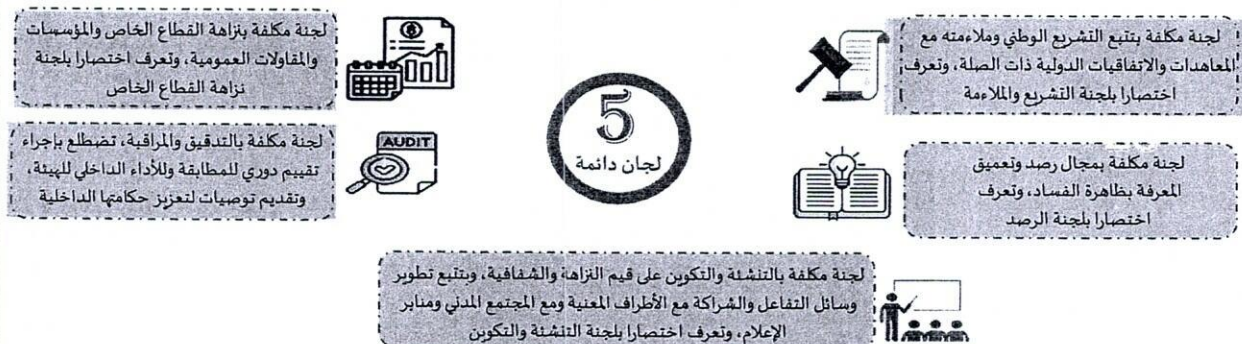 لجنة مكلفة بتتبع التشريع الوطني وملاءمته مع
المعاهدات والاتفاقيات الدولية ذات الصلة، وتعرف
اختصارا بلجنة التشريع والملاءمة
لجنة مكلفة بمجال رصد وتعميق
المعرفة بظاهرة الفساد، وتعرف
اختصارا بلجنة الرصد
5
لجان دائمة
لجنة مكلفة بنزاهة القطاع الخاص والمؤسسات
والمقاولات العمومية، وتعرف اختصارا بلجنة
نزاهة القطاع الخاص
AUDIT
لجنة مكلفة بالتدقيق والمراقبة، تضطلع بإجراء
تقييم دوري للمطابقة وللأداء الداخلي للهيئة،
وتقديم توصيات لتعزيز حكامتها الداخلية
لجنة مكلفة بالتنشئة والتكوين على قيم النزاهة والشفافية، وبتتبع تطوير
وسائل التفاعل والشراكة مع الأطراف المعنية ومع المجتمع المدني ومنابر
الإعلام، وتعرف اختصارا بلجنة التنشئة والتكوين